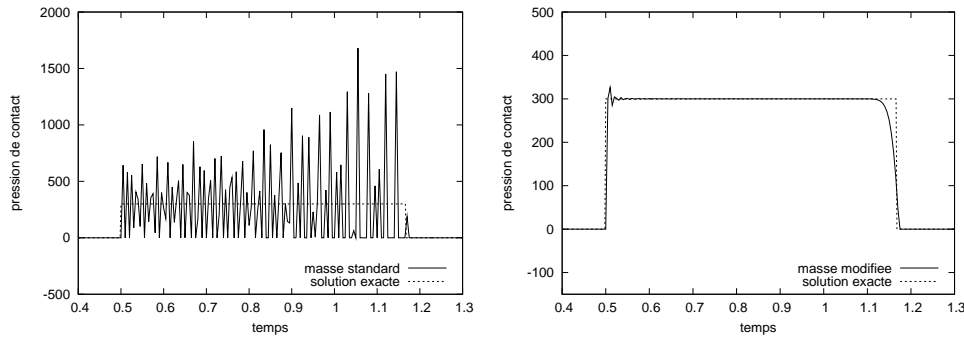 2000
1500
1000
500
0
-500
0.4 0.5 0.6 0.7 0.8 0.9 1 1.1 1.2 1.3
pression de contact
temps
masse standard
solution exacte
500
400
300
200
100
0
-100
0.4 0.5 0.6 0.7 0.8 0.9 1 1.1 1.2 1.3
pression de contact
temps
masse modifiee
solution exacte